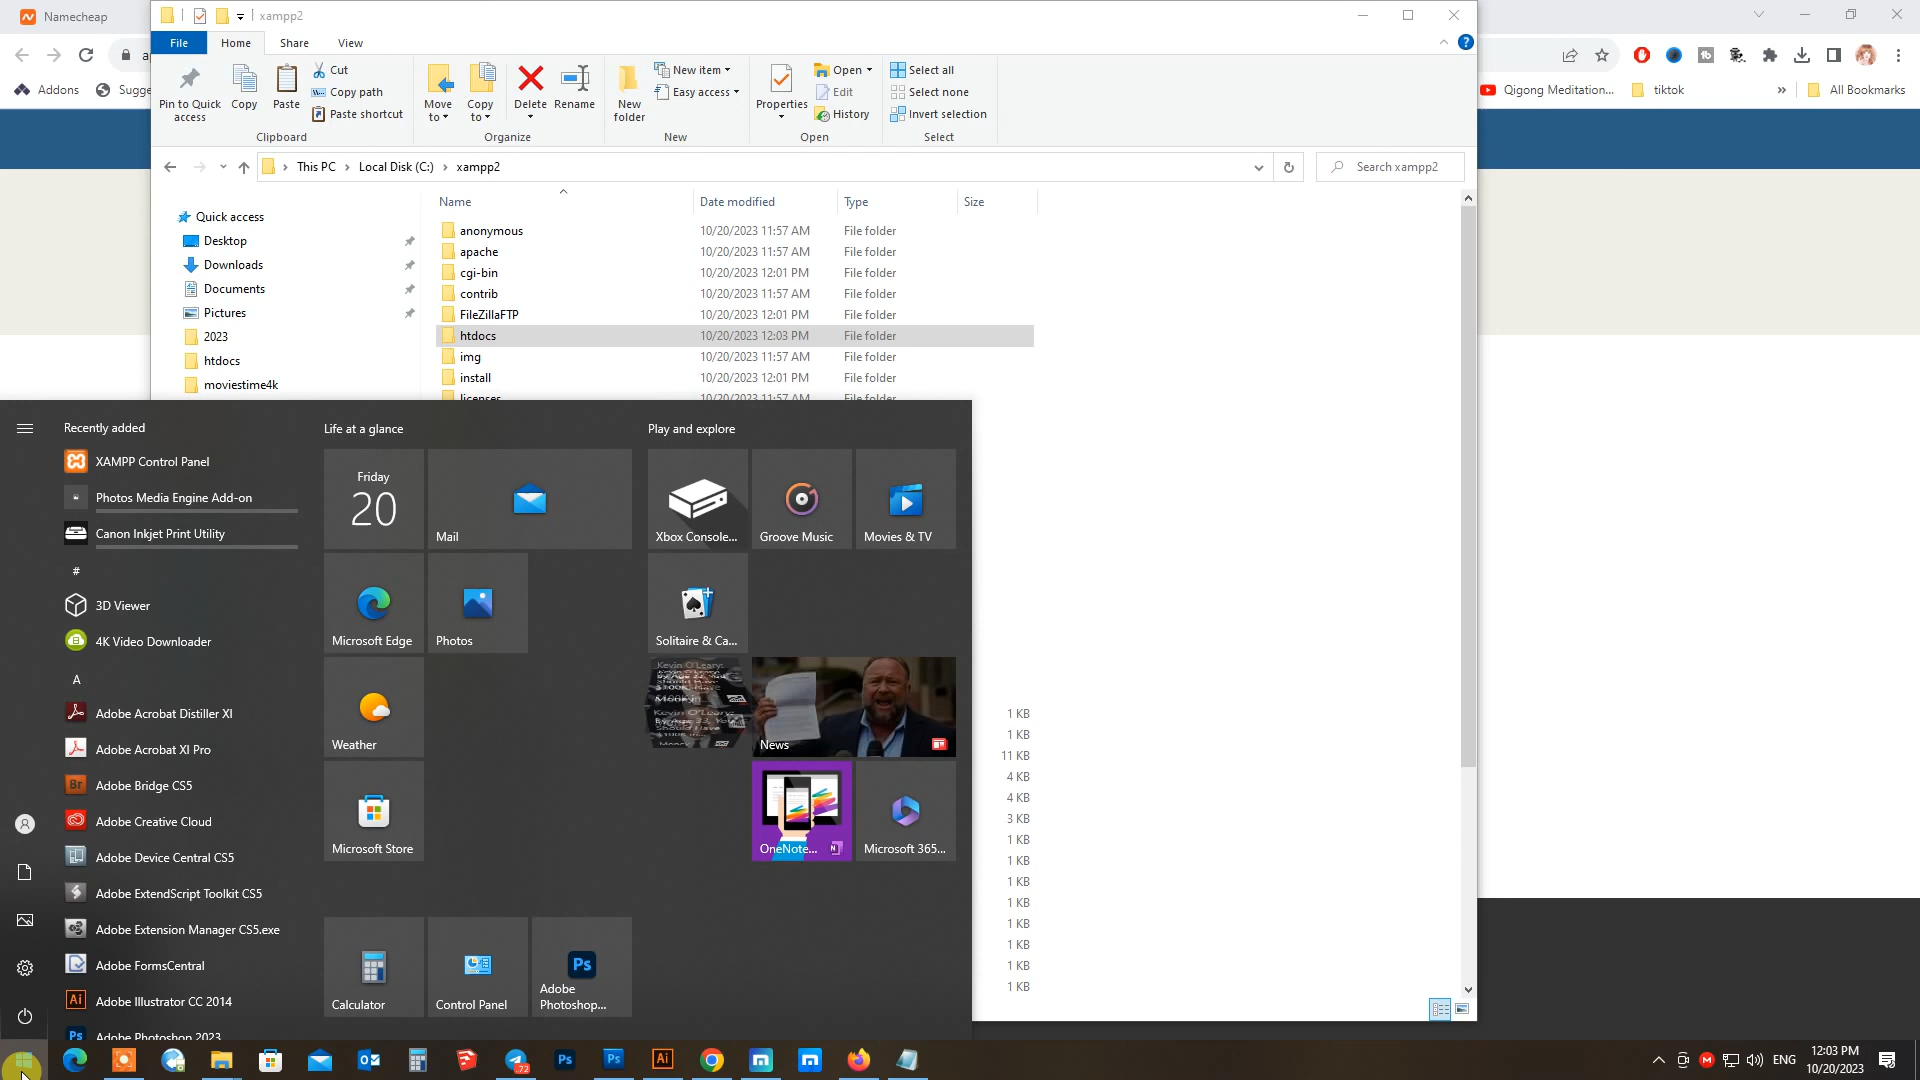 Namecheap
xampp2
File
Home
Share
View
Pin to Quick
access
Copy
Paste
Cut
Copy path
Paste shortcut
Clipboard
Move
to
Copy
to
Delete
Rename
Organize
New
folder
New item
Easy access
New
Properties
Open
Edit
History
Open
Select all
Select none
Invert selection
Select
Addons
Qigong Meditation...
tiktok
»
All Bookmarks
This PC
Local Disk (C:)
xampp2
Search xampp2
Name
Date modified
Type
Size
Quick access
Desktop
Downloads
Documents
Pictures
2023
htdocs
moviestime4k
anonymous 10/20/2023 11:57 AM File folder
apache 10/20/2023 11:57 AM File folder
cgi-bin 10/20/2023 12:01 PM File folder
contrib 10/20/2023 11:57 AM File folder
FileZillaFTP 10/20/2023 12:01 PM File folder
htdocs 10/20/2023 12:03 PM File folder
img 10/20/2023 11:57 AM File folder
install 10/20/2023 12:01 PM File folder
licenses 10/20/2023 11:57 AM File folder
1 KB
1 KB
11 KB
4 KB
4 KB
3 KB
1 KB
1 KB
1 KB
1 KB
1 KB
1 KB
1 KB
1 KB
Recently added
XAMPP Control Panel
Photos Media Engine Add-on
Canon Inkjet Print Utility
#
3D Viewer
4K Video Downloader
A
Adobe Acrobat Distiller XI
Adobe Acrobat XI Pro
Adobe Bridge CS5
Adobe Creative Cloud
Adobe Device Central CS5
Adobe ExtendScript Toolkit CS5
Adobe Extension Manager CS5.exe
Adobe FormsCentral
Adobe Illustrator CC 2014
Adobe Photoshop 2023
Life at a glance
Friday
20
Mail
Microsoft Edge
Photos
Weather
Microsoft Store
Calculator
Control Panel
Adobe
Photoshop...
Play and explore
Xbox Console...
Groove Music
Movies & TV
Solitaire & Ca...
Kevin O'Leary:
News
OneNote...
Microsoft 365...
72
ENG
12:03 PM
10/20/2023